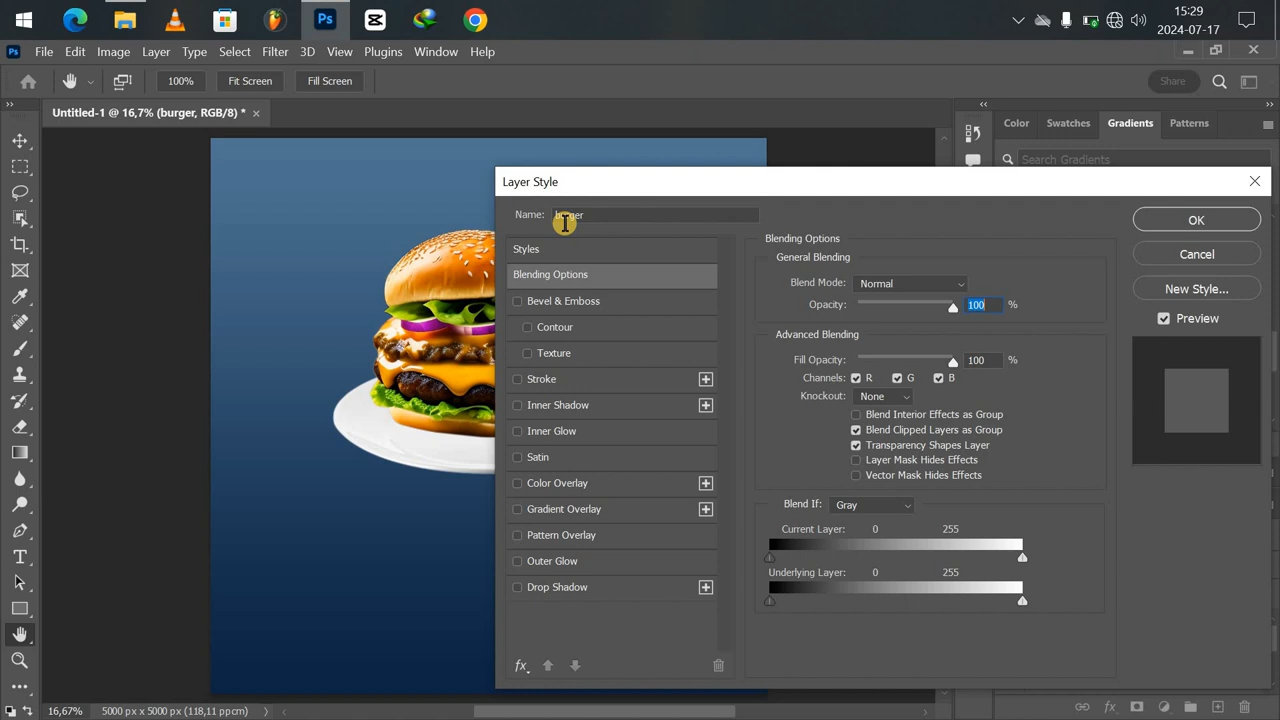 15:29
2024-07-17
Ps
File Edit Image Layer Type Select Filter 3D View Plugins Window Help
100% Fit Screen Fill Screen Share
Untitled-1 @ 16,7% (burger, RGB/8) *
Color Swatches Gradients Patterns
Search Gradients
Layer Style
Name: burger
OK
Styles
Blending Options
General Blending
Cancel
Blending Options
Blend Mode: Normal
New Style...
Bevel & Emboss
Opacity: 100 %
Preview
Contour
Advanced Blending
Texture
Fill Opacity: 100 %
Stroke
Channels: R G B
Inner Shadow
Knockout: None
Blend Interior Effects as Group
Inner Glow
Blend Clipped Layers as Group
Transparency Shapes Layer
Satin
Layer Mask Hides Effects
Vector Mask Hides Effects
Color Overlay
Gradient Overlay
Blend If: Gray
Pattern Overlay
Current Layer: 0 255
Outer Glow
Underlying Layer: 0 255
Drop Shadow
fx
16,67% 5000 px x 5000 px (118,11 ppcm)
fx